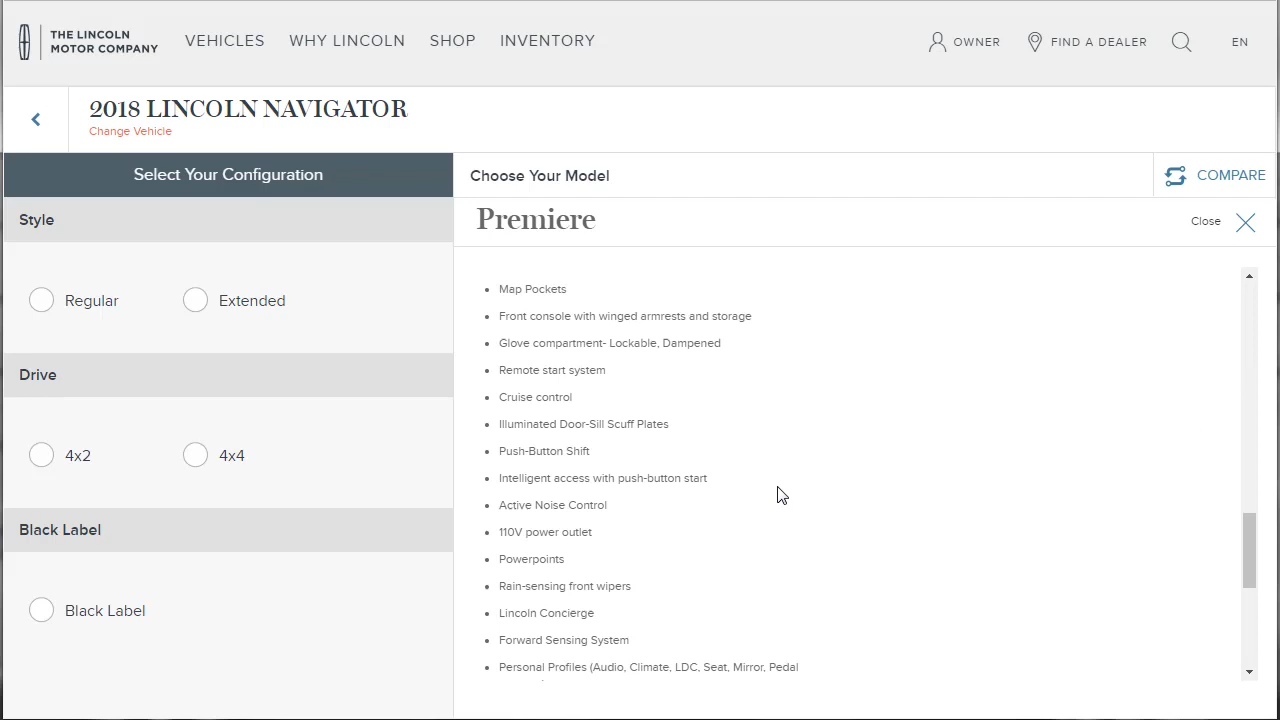 THE LINCOLN
MOTOR COMPANY
VEHICLES WHY LINCOLN SHOP INVENTORY
OWNER FIND A DEALER EN
2018 LINCOLN NAVIGATOR
Change Vehicle
Select Your Configuration
Choose Your Model
COMPARE
Style
Regular Extended
Drive
4x2 4x4
Black Label
Black Label
Premiere
Close
Map Pockets
Front console with winged armrests and storage
Glove compartment- Lockable, Dampened
Remote start system
Cruise control
Illuminated Door-Sill Scuff Plates
Push-Button Shift
Intelligent access with push-button start
Active Noise Control
110V power outlet
Powerpoints
Rain-sensing front wipers
Lincoln Concierge
Forward Sensing System
Personal Profiles (Audio, Climate, LDC, Seat, Mirror, Pedal